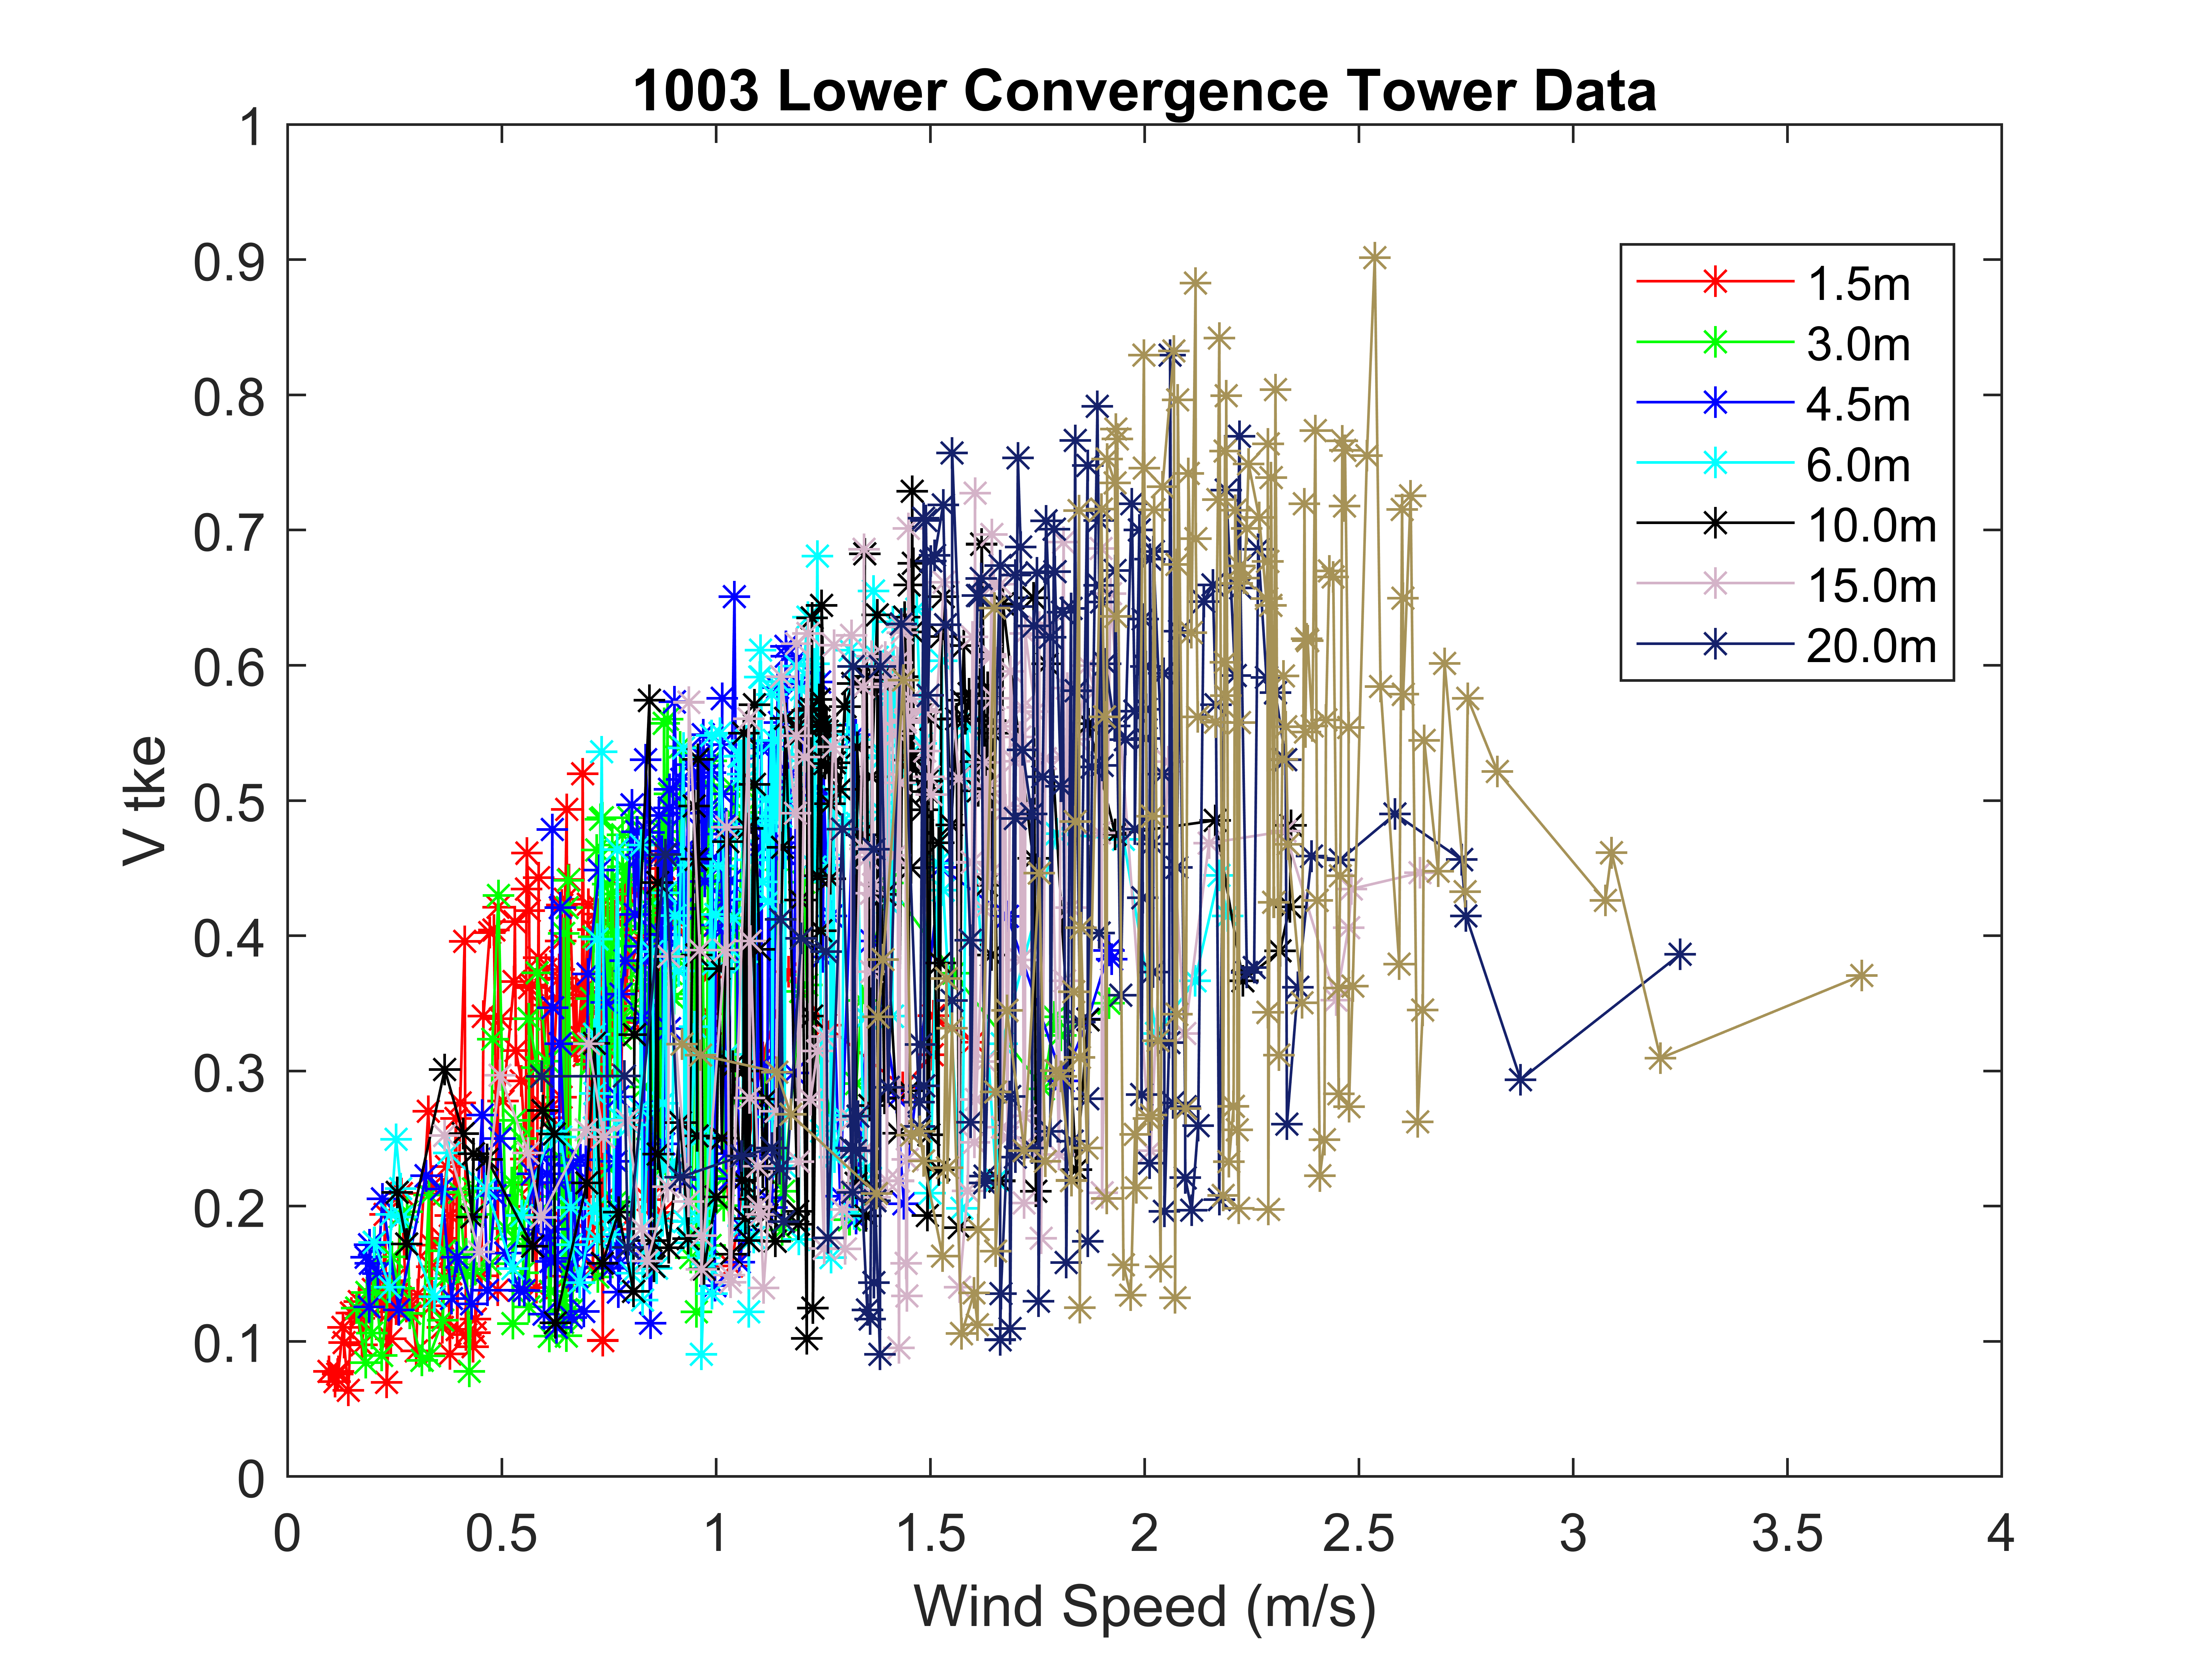 1003 Lower Convergence Tower Data
1
0.9
0.8
0.7
0.6
0.5
0.4
0.3
0.2
0.1
0
V tke
1.5m
3.0m
4.5m
6.0m
10.0m
15.0m
20.0m
0 0.5 1 1.5 2 2.5 3 3.5 4
Wind Speed (m/s)